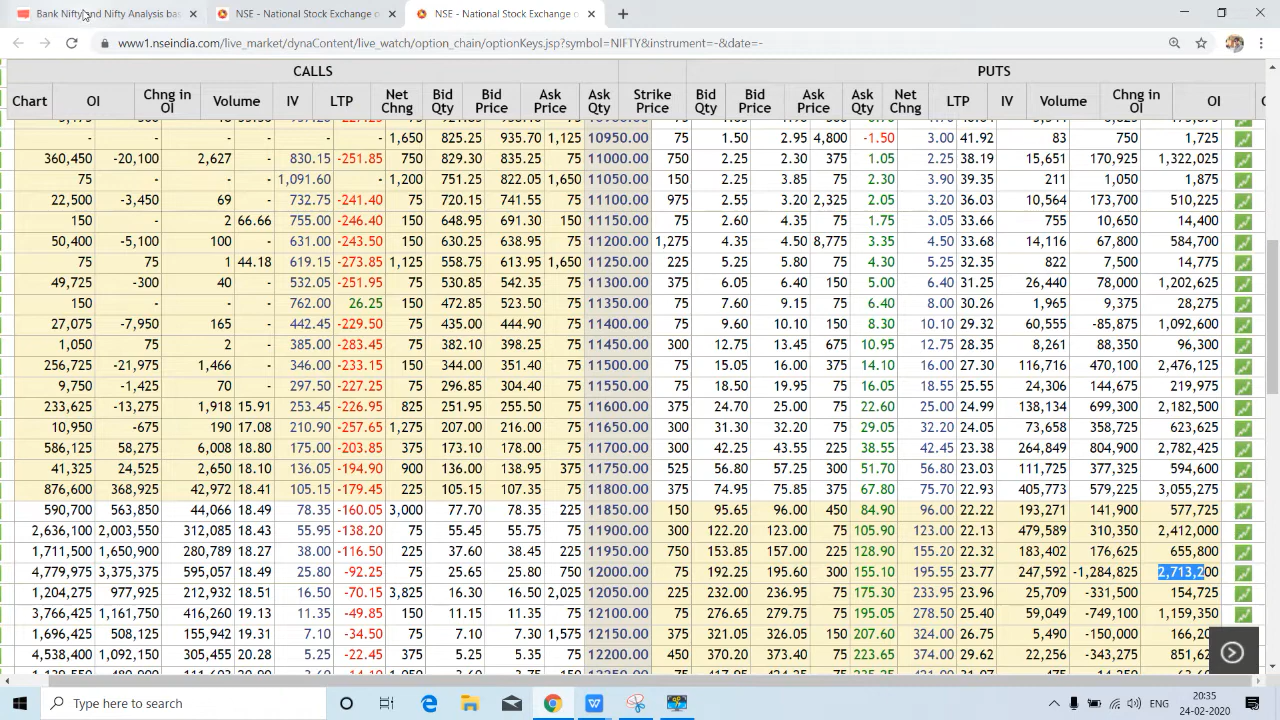 Bank Nifty and Nifty Analysis bas
NSE - National Stock Exchange o
NSE - National Stock Exchange o
www1.nseindia.com/live_market/dynaContent/live_watch/option_chain/optionKeys.jsp?symbol=NIFTY&instrument=-&date=-
CALLS PUTS
Chart OI Chng in OI Volume IV LTP Net Chng Bid Qty Bid Price Ask Price Ask Qty Strike Price Bid Qty Bid Price Ask Price Ask Qty Net Chng LTP IV Volume Chng in OI OI
- - - - - - 1,650 825.25 935.70 1,125 10950.00 75 1.50 2.95 4,800 -1.50 3.00 41.92 83 750 1,725
360,450 -20,100 2,627 - 830.15 -251.85 75 829.30 835.25 75 11000.00 750 2.25 2.30 375 1.05 2.25 38.19 15,651 170,925 1,322,025
75 - - - 1,091.60 - 1,200 751.25 822.05 1,650 11050.00 150 2.25 3.85 75 2.30 3.90 39.35 211 1,050 1,875
22,500 -3,450 69 - 732.75 -241.40 75 720.15 741.55 75 11100.00 975 2.55 3.20 2,325 2.05 3.20 36.03 10,564 173,700 510,225
150 - 2 66.66 755.00 -246.40 150 648.95 691.30 150 11150.00 75 2.60 4.35 75 1.75 3.05 33.66 755 10,650 14,400
50,400 -5,100 100 - 631.00 -243.50 150 630.25 638.95 75 11200.00 1,275 4.35 4.50 8,775 3.35 4.50 33.68 14,116 67,800 584,700
75 75 1 44.18 619.15 -273.85 1,125 558.75 613.95 1,650 11250.00 225 5.25 5.80 75 4.30 5.25 32.35 822 7,500 14,775
49,725 -300 40 - 532.05 -251.95 75 530.85 542.35 75 11300.00 375 6.05 6.40 150 5.00 6.40 31.25 26,440 78,000 1,202,625
150 - - - 762.00 26.25 150 472.85 523.50 75 11350.00 75 7.60 9.15 75 6.40 8.00 30.26 1,965 9,375 28,275
27,075 -7,950 165 - 442.45 -229.50 75 435.00 444.90 75 11400.00 75 9.60 10.10 150 8.30 10.10 29.32 60,555 -85,875 1,092,600
1,050 75 2 - 385.00 -283.45 75 382.10 398.25 75 11450.00 300 12.75 13.45 675 10.95 12.75 28.35 8,261 88,350 96,300
256,725 -21,975 1,466 - 346.00 -233.15 75 344.00 351.40 75 11500.00 75 15.05 16.00 375 14.10 16.00 27.30 116,716 470,100 2,476,125
9,750 -1,425 70 - 297.50 -227.25 75 296.85 304.40 75 11550.00 75 18.50 19.95 75 16.05 18.55 25.55 24,306 144,675 219,975
233,625 -13,275 1,918 15.91 253.45 -226.95 825 251.95 255.50 75 11600.00 375 24.70 25.00 75 22.60 25.00 24.99 138,134 699,300 2,182,500
10,950 -675 190 17.08 210.90 -257.65 1,275 207.00 216.00 75 11650.00 300 31.30 32.20 75 29.05 32.20 24.05 73,658 358,725 623,625
586,125 58,275 6,008 18.80 175.00 -203.85 375 173.10 178.00 75 11700.00 300 42.25 43.55 225 38.55 42.45 23.38 264,849 804,900 2,782,425
41,325 24,525 2,650 18.10 136.05 -194.90 900 136.00 138.95 375 11750.00 525 56.80 57.25 300 51.70 56.80 23.03 111,725 377,325 594,600
876,600 368,925 42,972 18.41 105.15 -179.45 225 105.15 107.35 75 11800.00 375 74.95 75.85 375 67.80 75.70 22.93 405,773 579,225 3,055,275
590,700 563,850 44,066 18.49 78.35 -160.05 3,000 77.70 78.35 225 11850.00 150 95.65 96.00 450 84.90 96.00 22.22 193,271 141,900 577,725
2,636,100 2,003,550 312,085 18.43 55.95 -138.20 75 55.45 55.75 75 11900.00 300 122.20 123.00 75 105.90 123.00 22.13 479,589 310,350 2,412,000
1,711,500 1,650,900 280,789 18.27 38.00 -116.50 225 37.60 38.45 225 11950.00 750 153.85 157.00 225 128.90 155.20 22.32 183,402 176,625 655,800
4,779,975 3,375,375 595,057 18.49 25.80 -92.25 75 25.65 25.80 750 12000.00 75 192.25 195.60 300 155.10 195.55 23.77 247,592 -1,284,825 2,713,200
1,204,275 977,925 212,932 18.51 16.50 -70.15 3,825 16.30 16.50 2,025 12050.00 225 232.00 236.95 75 175.30 233.95 23.96 25,709 -331,500 154,725
3,766,425 1,161,750 416,260 19.13 11.35 -49.85 150 11.15 11.35 75 12100.00 75 276.65 279.75 75 195.05 278.50 25.40 59,049 -749,100 1,159,350
1,696,425 508,125 155,942 19.31 7.10 -34.50 75 7.10 7.30 1,575 12150.00 375 321.05 326.05 150 207.60 324.00 26.75 5,490 -150,000 166,2
4,538,400 1,092,150 305,455 20.28 5.25 -22.45 375 5.25 5.35 75 12200.00 450 370.20 373.40 75 223.65 374.00 29.62 22,256 -343,275 851,6
Type here to search
ENG
20:35
24-02-2020